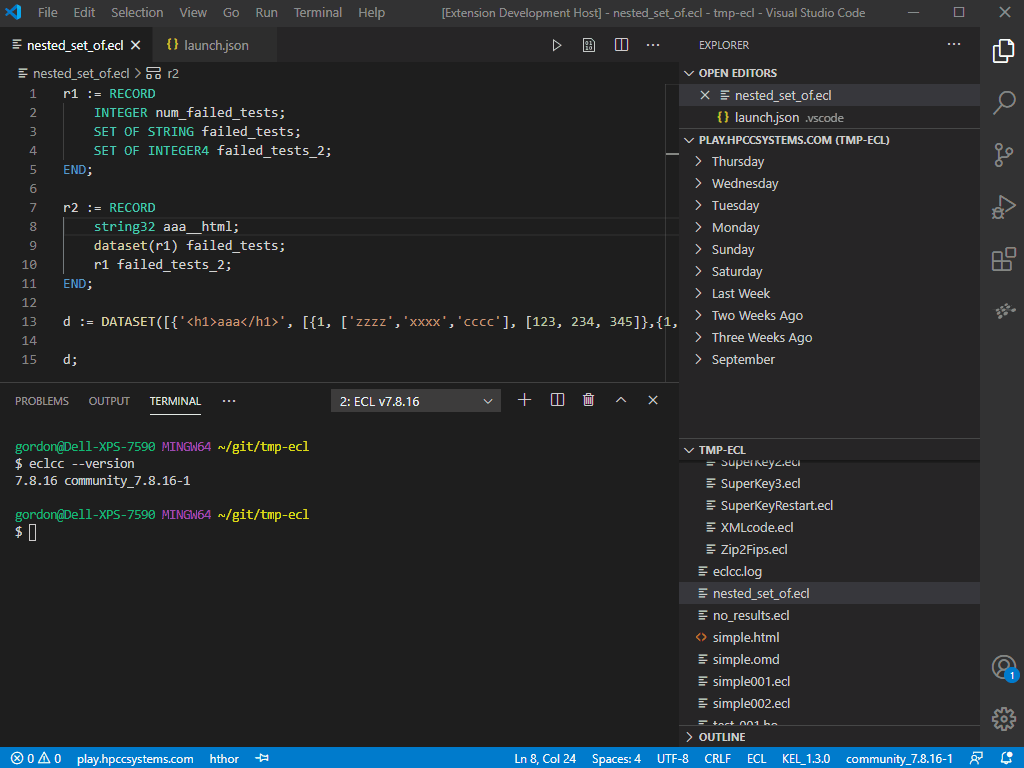 File Edit Selection View Go Run Terminal Help [Extension Development Host] - nested_set_of.ecl - tmp-ecl - Visual Studio Code
nested_set_of.ecl
{} launch.json
nested_set_of.ecl > r2
1 r1 := RECORD
2 INTEGER num_failed_tests;
3 SET OF STRING failed_tests;
4 SET OF INTEGER4 failed_tests_2;
5 END;
6
7 r2 := RECORD
8 string32 aaa__html;
9 dataset(r1) failed_tests;
10 r1 failed_tests_2;
11 END;
12
13 d := DATASET([{'<h1>aaa</h1>', [{1, ['zzzz','xxxx','cccc'], [123, 234, 345]},{1,
14
15 d;
PROBLEMS OUTPUT TERMINAL ... 2: ECL v7.8.16
gordon@Dell-XPS-7590 MINGW64 ~/git/tmp-ecl
$ eclcc --version
7.8.16 community_7.8.16-1
gordon@Dell-XPS-7590 MINGW64 ~/git/tmp-ecl
$
EXPLORER
OPEN EDITORS
nested_set_of.ecl
{} launch.json .vscode
PLAY.HPCCSYSTEMS.COM (TMP-ECL)
Thursday
Wednesday
Tuesday
Monday
Sunday
Saturday
Last Week
Two Weeks Ago
Three Weeks Ago
September
TMP-ECL
SuperKey2.ecl
SuperKey3.ecl
SuperKeyRestart.ecl
XMLcode.ecl
Zip2Fips.ecl
eclcc.log
nested_set_of.ecl
no_results.ecl
simple.html
simple.omd
simple001.ecl
simple002.ecl
OUTLINE
1
0 0 play.hpccsystems.com hthor Ln 8, Col 24 Spaces: 4 UTF-8 CRLF ECL KEL_1.3.0 community_7.8.16-1